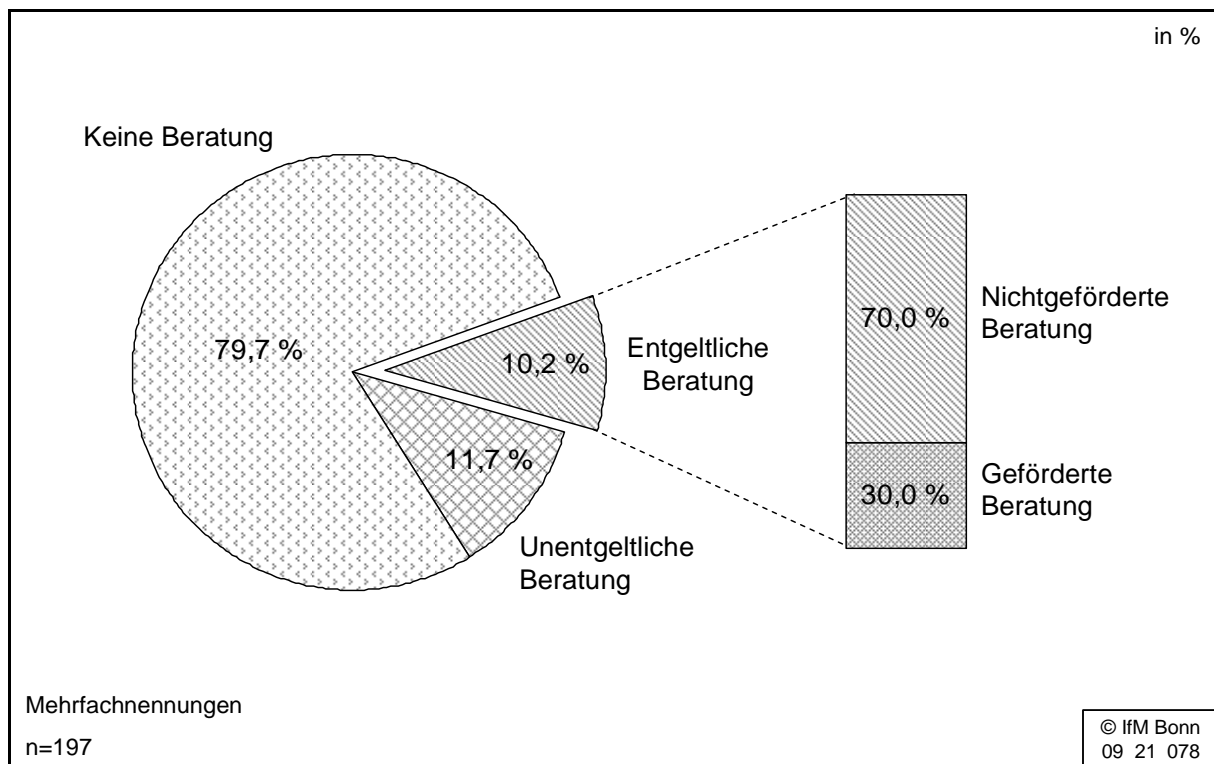 in %
Keine Beratung
79,7 %
10,2 %
Entgeltliche
Beratung
11,7 %
Unentgeltliche
Beratung
70,0 %
Nichtgeförderte
Beratung
30,0 %
Geförderte
Beratung
Mehrfachnennungen
n=197
© IfM Bonn
09 21 078